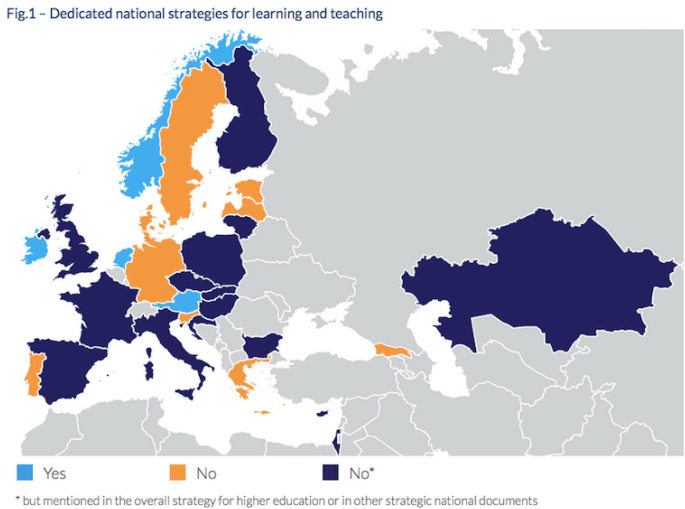 Fig.1 – Dedicated national strategies for learning and teaching
Yes
No
No*
* but mentioned in the overall strategy for higher education or in other strategic national documents